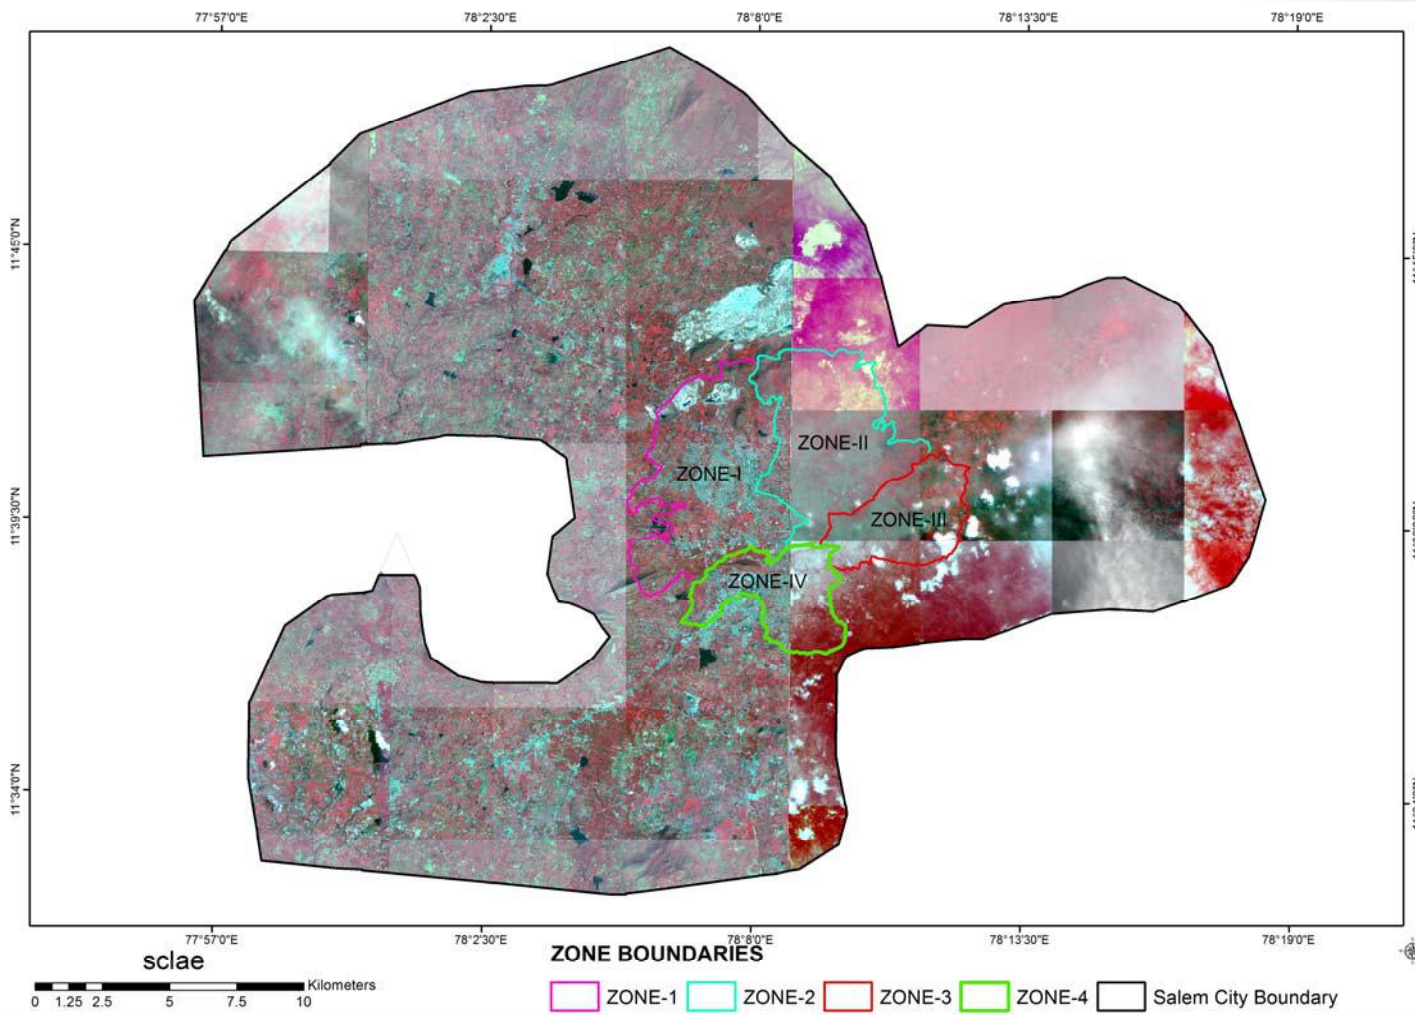 77°57'0"E 78°2'30"E 78°8'0"E 78°13'30"E 78°19'0"E
11°45'0"N
ZONE-II
ZONE-I
11°39'30"N
ZONE-III
ZONE-IV
11°34'0"N
77°57'0"E 78°2'30"E 78°8'0"E 78°13'30"E 78°19'0"E
ZONE BOUNDARIES
sclae
Kilometers
0 1.25 2.5 5 7.5 10
ZONE-1 ZONE-2 ZONE-3 ZONE-4 Salem City Boundary